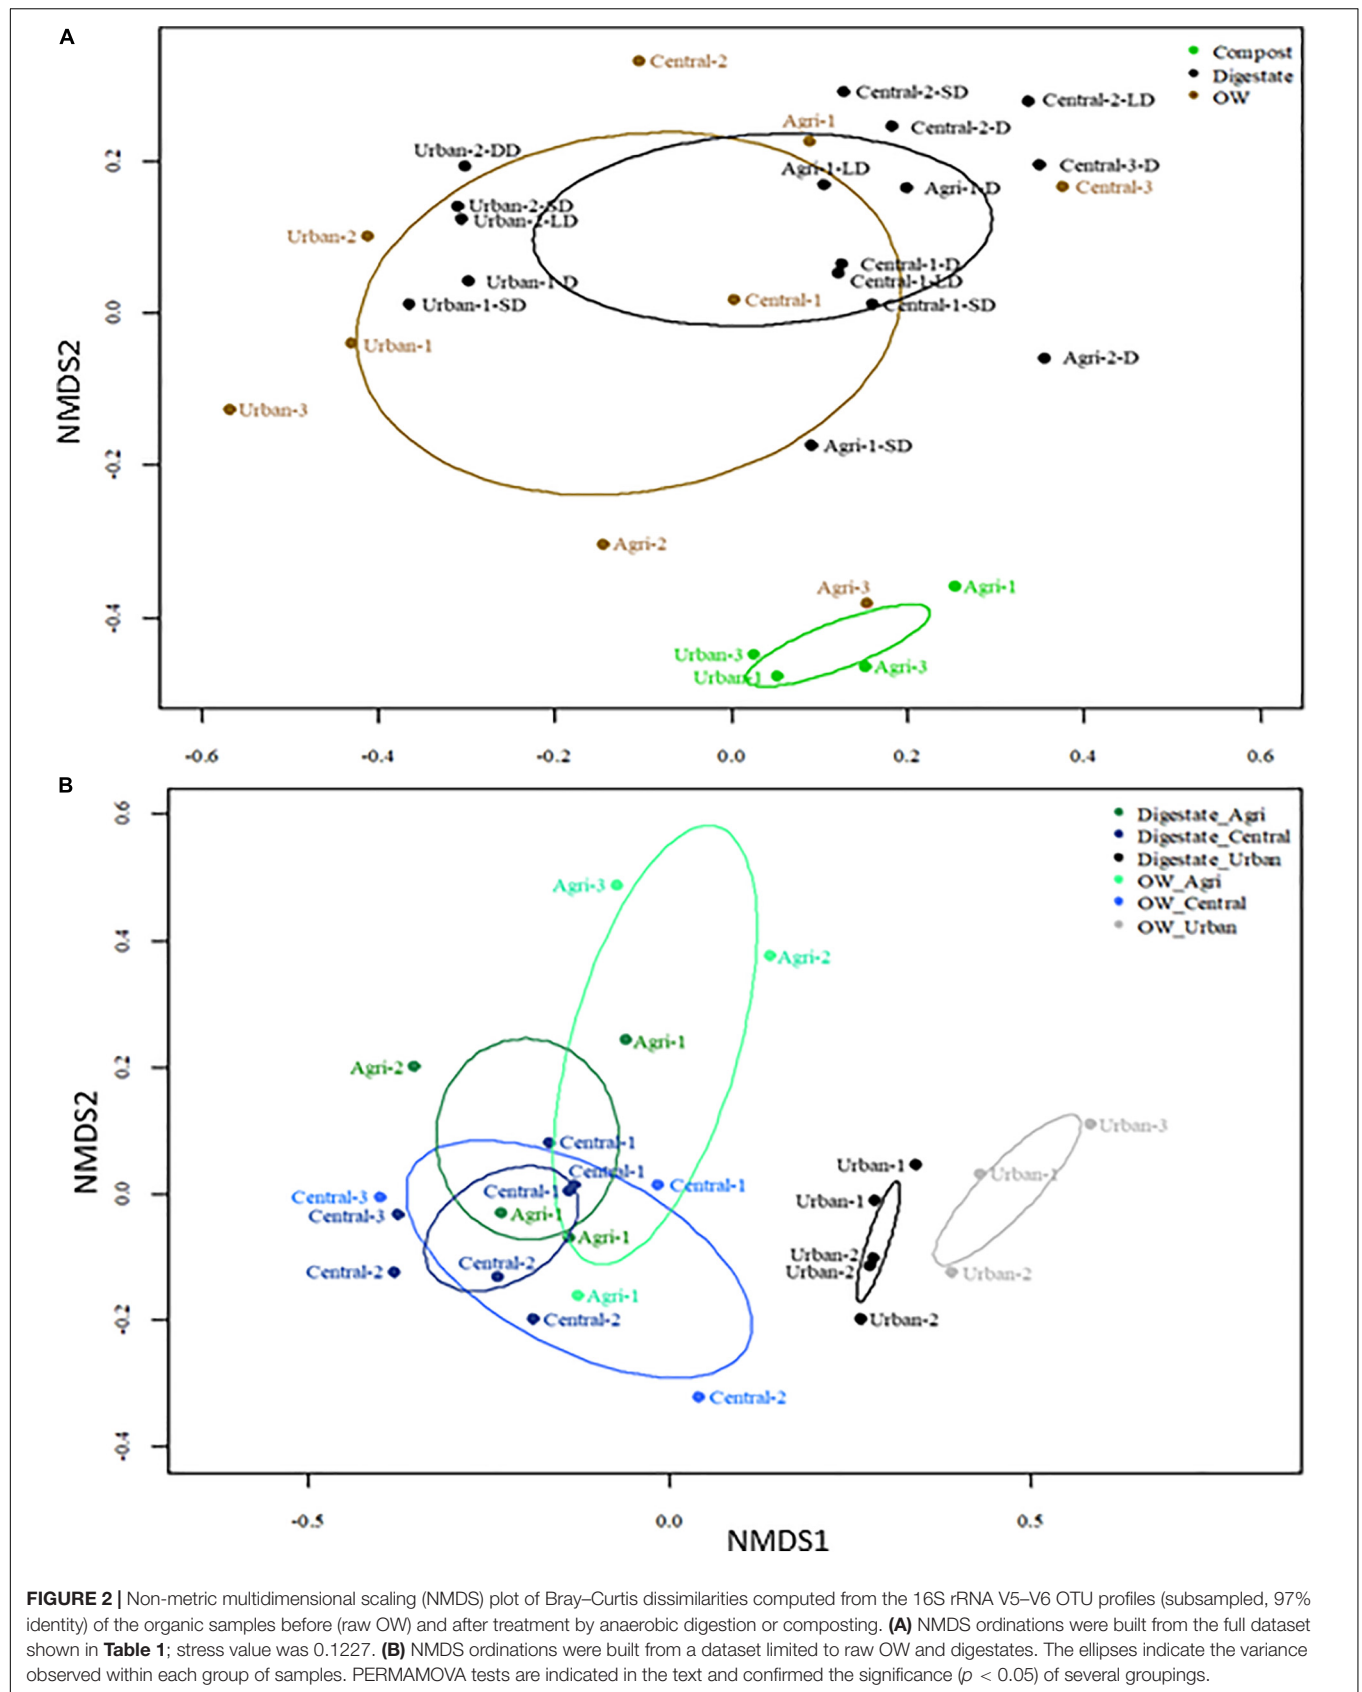 A
Compost
Digestate
OW
Central-2
Central-2-SD
Central-2-LD
Agri-1
Central-2-D
Urban-2-DD
Agri-1-LD
Central-3-D
Agri-1-D
Central-3
Urban-2-SD
Urban-2-LD
Urban-2
Central-1-D
Urban-1-D
Central-1-LD
Central-1
Urban-1-SD
Central-1-SD
Urban-1
Agri-2-D
Urban-3
Agri-1-SD
Agri-2
Agri-3
Agri-1
Urban-3
Agri-3
Urban-1
NMDS2
0.2
0.0
-0.2
-0.4
-0.6 -0.4 -0.2 0.0 0.2 0.4 0.6
B
Digestate_Agri
Digestate_Central
Digestate_Urban
OW_Agri
OW_Central
OW_Urban
Agri-3
Agri-2
Agri-1
Agri-2
Urban-3
Central-1
Urban-1
Central-1
Urban-1
Central-1
Central-1
Central-3
Urban-1
Central-3
Agri-1
Agri-1
Urban-2
Central-2
Central-2
Urban-2
Urban-2
Agri-1
Central-2
Urban-2
Central-2
NMDS2
0.6
0.4
0.2
0.0
-0.2
-0.4
-0.5 0.0 0.5
NMDS1
FIGURE 2 | Non-metric multidimensional scaling (NMDS) plot of Bray–Curtis dissimilarities computed from the 16S rRNA V5–V6 OTU profiles (subsampled, 97%
identity) of the organic samples before (raw OW) and after treatment by anaerobic digestion or composting. (A) NMDS ordinations were built from the full dataset
shown in Table 1; stress value was 0.1227. (B) NMDS ordinations were built from a dataset limited to raw OW and digestates. The ellipses indicate the variance
observed within each group of samples. PERMAMOVA tests are indicated in the text and confirmed the significance (p < 0.05) of several groupings.